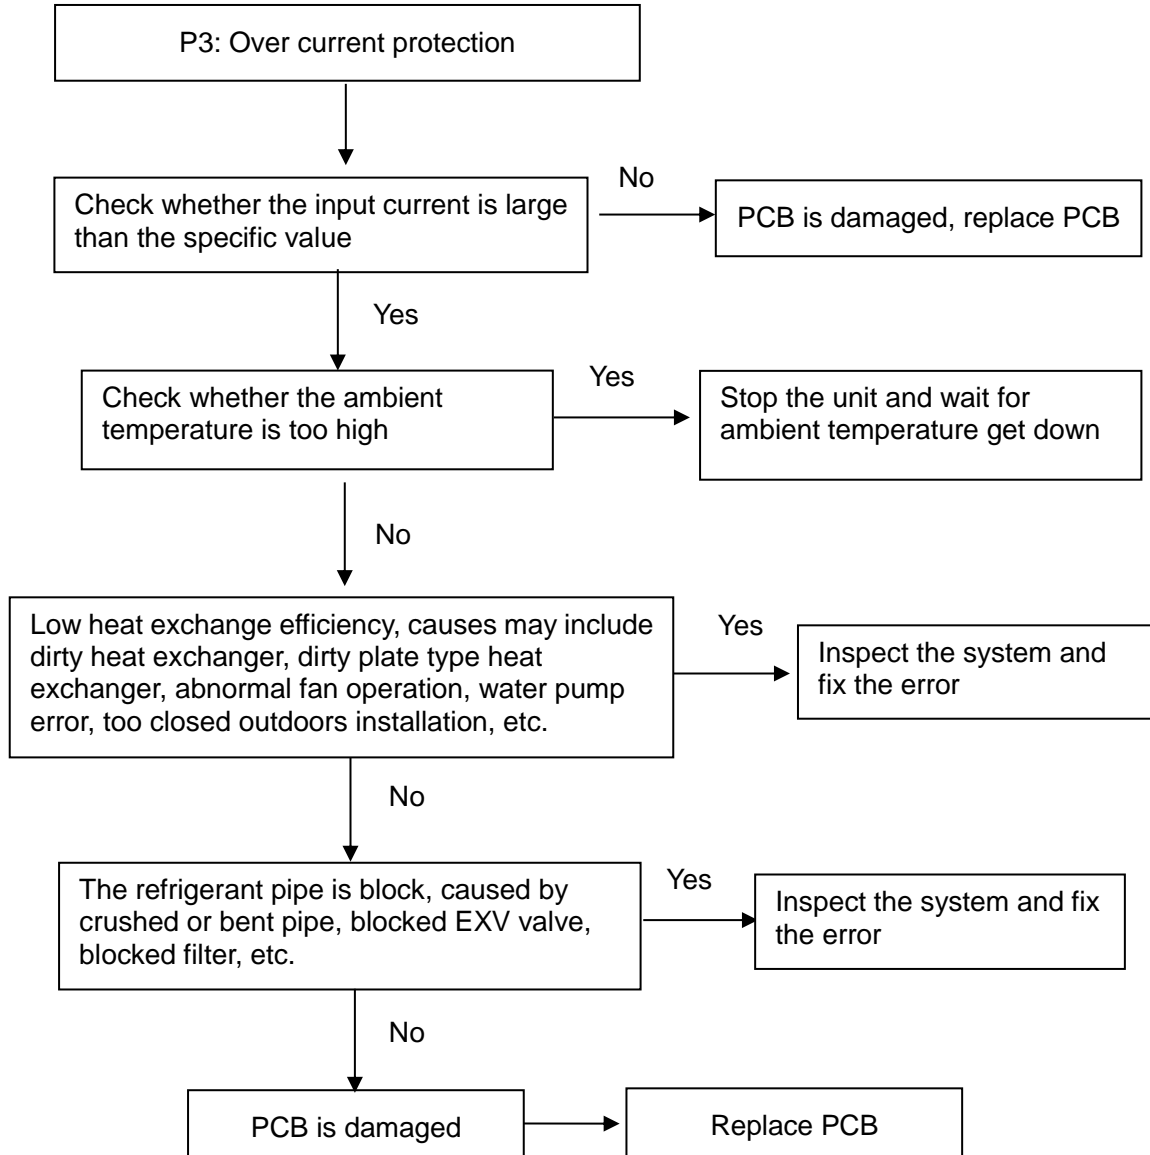 P3: Over current protection
Check whether the input current is large
than the specific value
No
PCB is damaged, replace PCB
Yes
Check whether the ambient
temperature is too high
Yes
Stop the unit and wait for
ambient temperature get down
No
Low heat exchange efficiency, causes may include
dirty heat exchanger, dirty plate type heat
exchanger, abnormal fan operation, water pump
error, too closed outdoors installation, etc.
Yes
Inspect the system and
fix the error
No
The refrigerant pipe is block, caused by
crushed or bent pipe, blocked EXV valve,
blocked filter, etc.
Yes
Inspect the system and fix
the error
No
PCB is damaged
Replace PCB